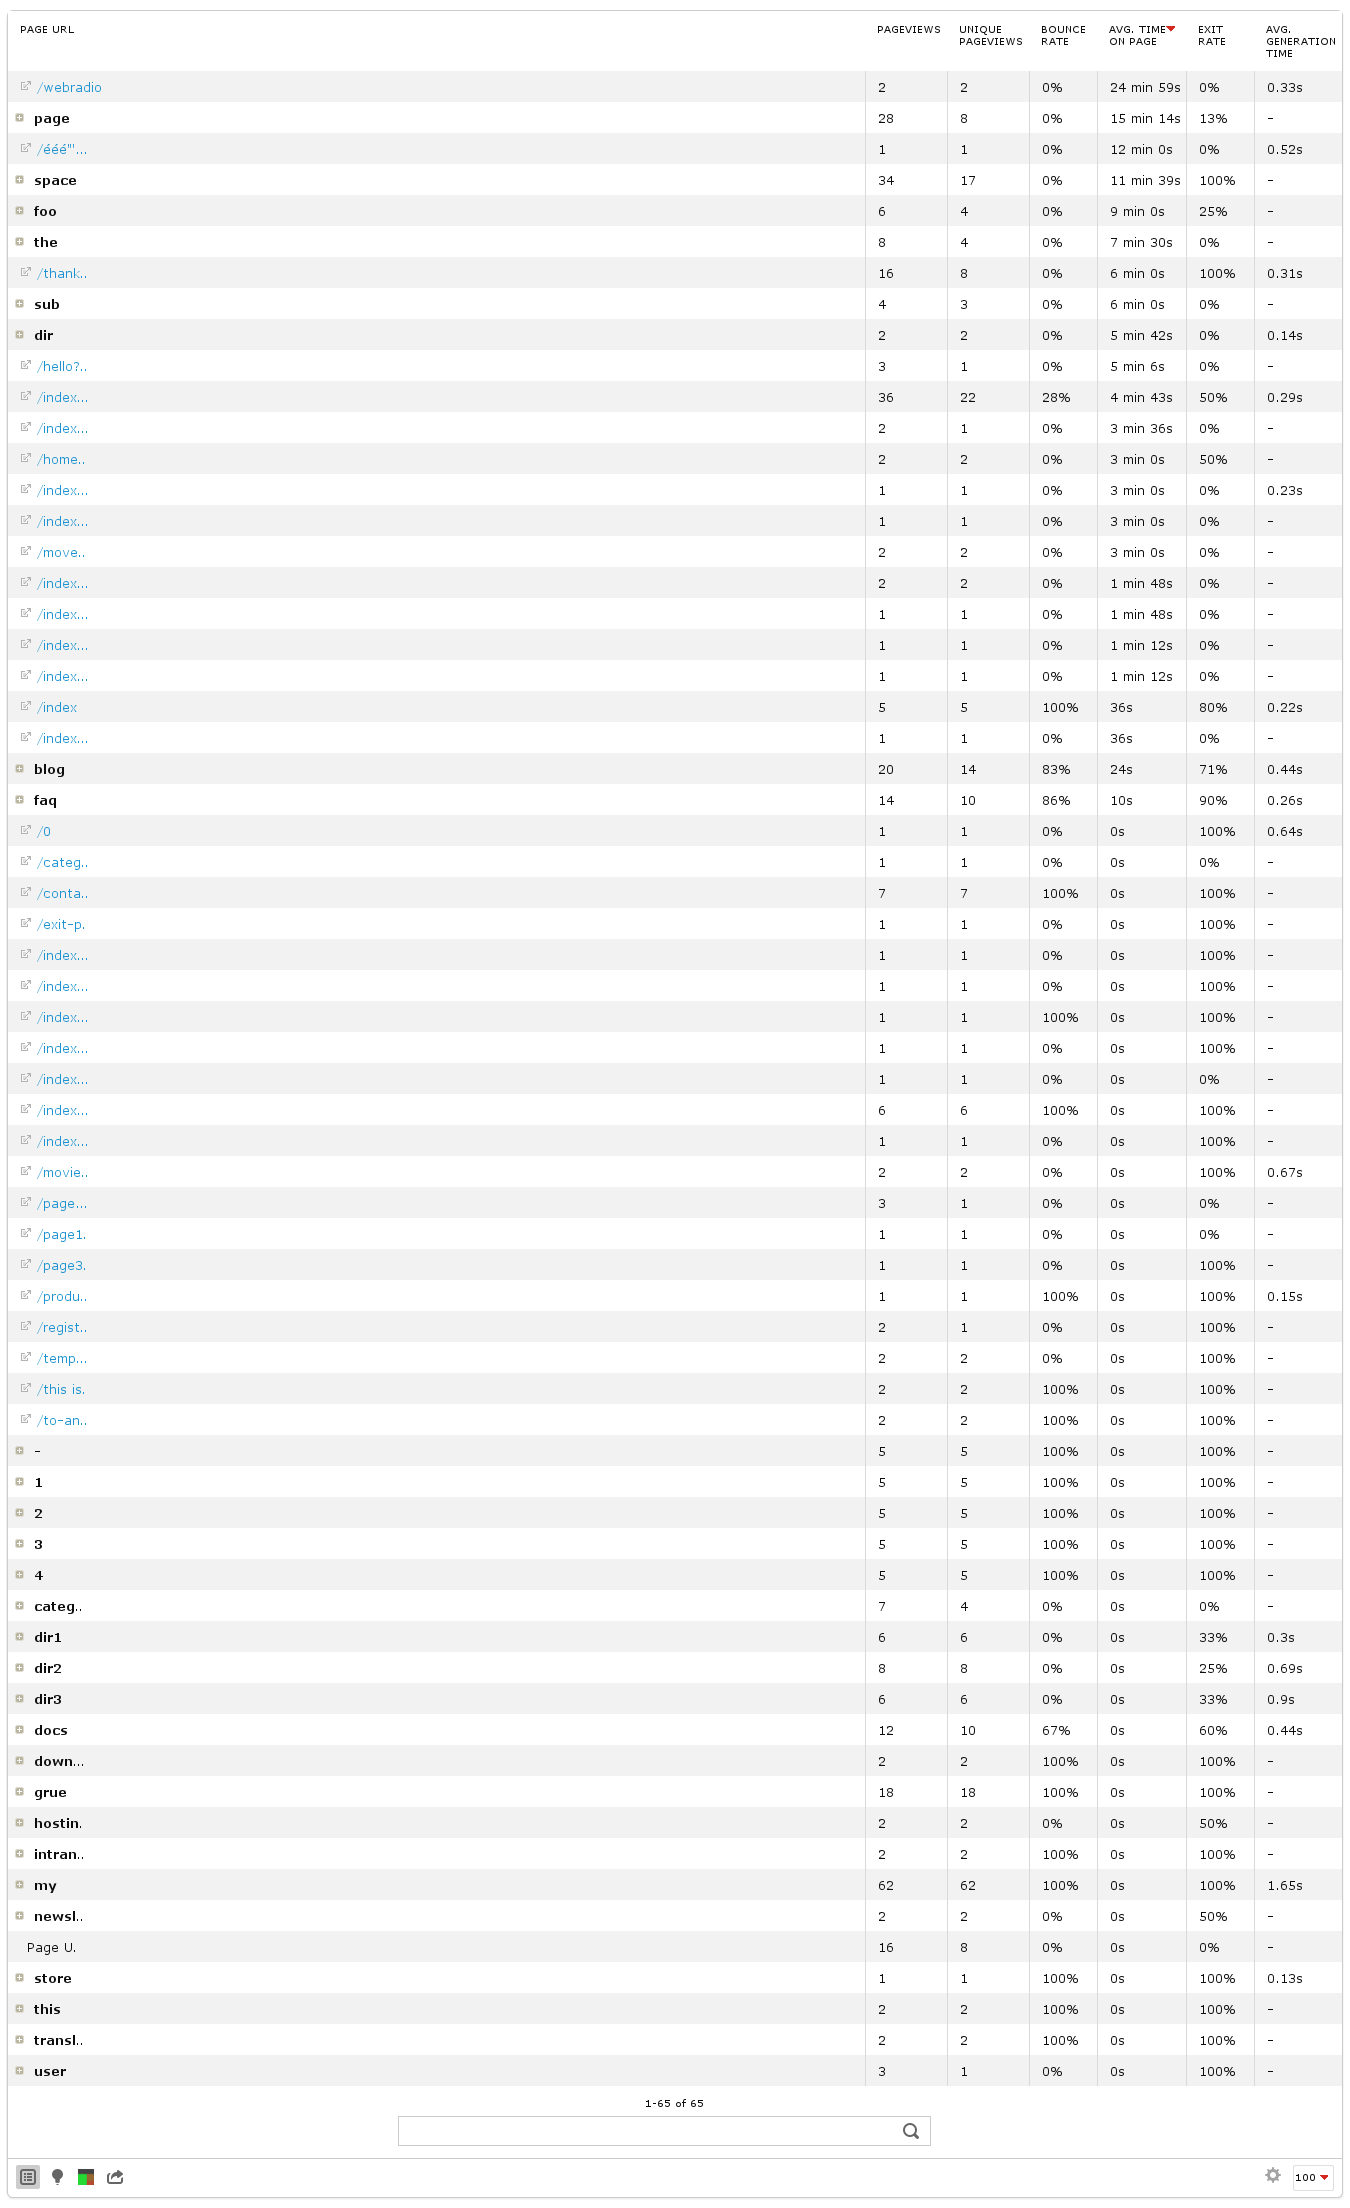 PAGE URL PAGEVIEWS UNIQUE PAGEVIEWS BOUNCE RATE AVG. TIME ON PAGE EXIT RATE AVG. GENERATION TIME
/webradio 2 2 0% 24 min 59s 0% 0.33s
page 28 8 0% 15 min 14s 13% -
/ééé"'... 1 1 0% 12 min 0s 0% 0.52s
space 34 17 0% 11 min 39s 100% -
foo 6 4 0% 9 min 0s 25% -
the 8 4 0% 7 min 30s 0% -
/thank.. 16 8 0% 6 min 0s 100% 0.31s
sub 4 3 0% 6 min 0s 0% -
dir 2 2 0% 5 min 42s 0% 0.14s
/hello?.. 3 1 0% 5 min 6s 0% -
/index... 36 22 28% 4 min 43s 50% 0.29s
/index... 2 1 0% 3 min 36s 0% -
/home.. 2 2 0% 3 min 0s 50% -
/index... 1 1 0% 3 min 0s 0% 0.23s
/index... 1 1 0% 3 min 0s 0% -
/move.. 2 2 0% 3 min 0s 0% -
/index... 2 2 0% 1 min 48s 0% -
/index... 1 1 0% 1 min 48s 0% -
/index... 1 1 0% 1 min 12s 0% -
/index... 1 1 0% 1 min 12s 0% -
/index 5 5 100% 36s 80% 0.22s
/index... 1 1 0% 36s 0% -
blog 20 14 83% 24s 71% 0.44s
faq 14 10 86% 10s 90% 0.26s
/0 1 1 0% 0s 100% 0.64s
/categ.. 1 1 0% 0s 0% -
/conta.. 7 7 100% 0s 100% -
/exit-p. 1 1 0% 0s 100% -
/index... 1 1 0% 0s 100% -
/index... 1 1 0% 0s 100% -
/index... 1 1 100% 0s 100% -
/index... 1 1 0% 0s 100% -
/index... 1 1 0% 0s 0% -
/index... 6 6 100% 0s 100% -
/index... 1 1 0% 0s 100% -
/movie.. 2 2 0% 0s 100% 0.67s
/page... 3 1 0% 0s 0% -
/page1. 1 1 0% 0s 0% -
/page3. 1 1 0% 0s 100% -
/produ.. 1 1 100% 0s 100% 0.15s
/regist.. 2 1 0% 0s 100% -
/temp... 2 2 0% 0s 100% -
/this is. 2 2 100% 0s 100% -
/to-an.. 2 2 100% 0s 100% -
- 5 5 100% 0s 100% -
1 5 5 100% 0s 100% -
2 5 5 100% 0s 100% -
3 5 5 100% 0s 100% -
4 5 5 100% 0s 100% -
categ.. 7 4 0% 0s 0% -
dir1 6 6 0% 0s 33% 0.3s
dir2 8 8 0% 0s 25% 0.69s
dir3 6 6 0% 0s 33% 0.9s
docs 12 10 67% 0s 60% 0.44s
down... 2 2 100% 0s 100% -
grue 18 18 100% 0s 100% -
hostin. 2 2 0% 0s 50% -
intran.. 2 2 100% 0s 100% -
my 62 62 100% 0s 100% 1.65s
newsl.. 2 2 0% 0s 50% -
Page U. 16 8 0% 0s 0% -
store 1 1 100% 0s 100% 0.13s
this 2 2 100% 0s 100% -
transl.. 2 2 100% 0s 100% -
user 3 1 0% 0s 100% -
1-65 of 65
100